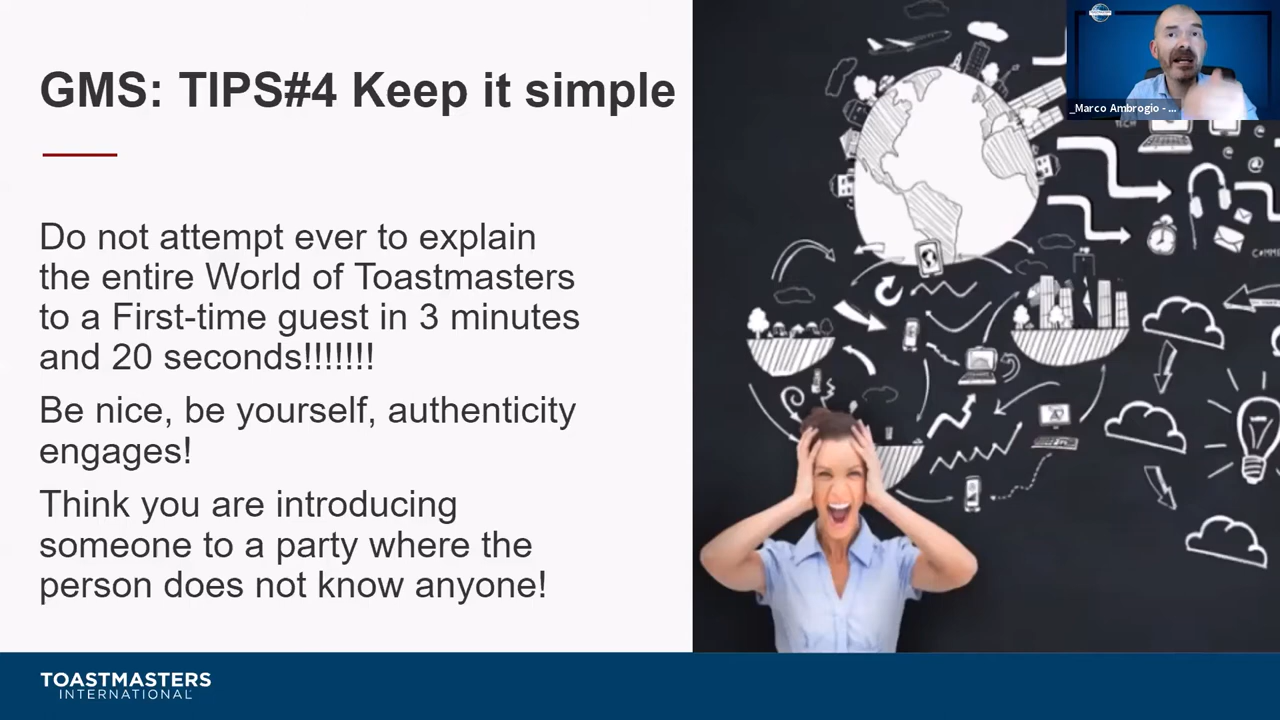 GMS: TIPS#4 Keep it simple
_Marco Ambrogio - ...
Do not attempt ever to explain
the entire World of Toastmasters
to a First-time guest in 3 minutes
and 20 seconds!!!!!!!
Be nice, be yourself, authenticity
engages!
Think you are introducing
someone to a party where the
person does not know anyone!
TOASTMASTERS
INTERNATIONAL